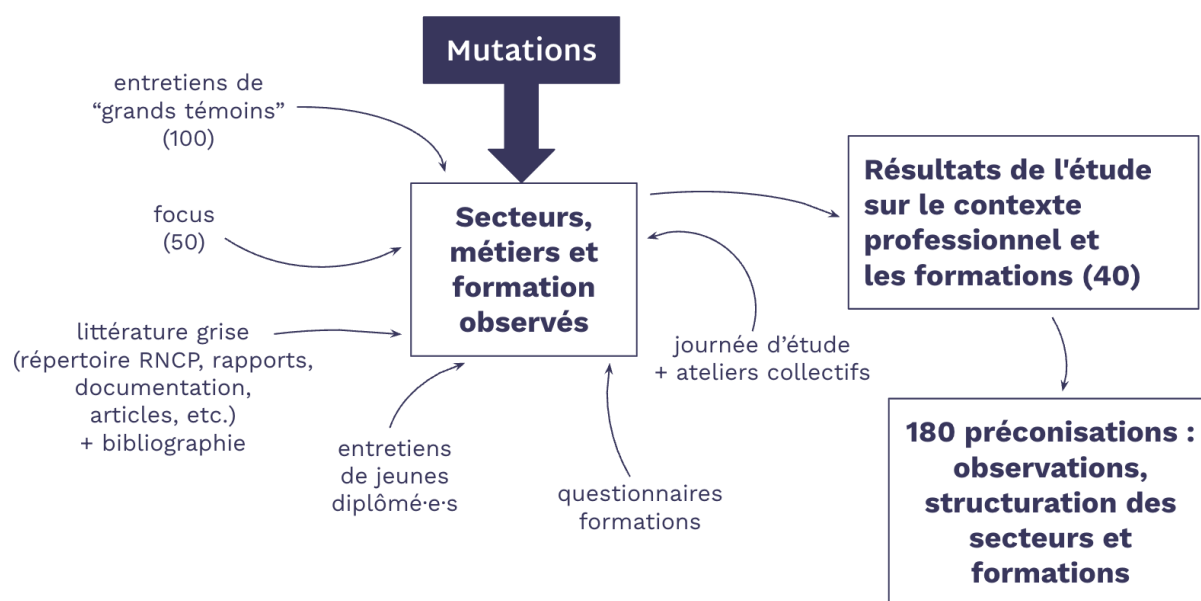 Mutations
entretiens de
“grands témoins”
(100)
focus
(50)
littérature grise
(répertoire RNCP, rapports,
documentation,
articles, etc.)
+ bibliographie
entretiens
de jeunes
diplômé·e·s
questionnaires
formations
journée d’étude
+ ateliers collectifs
Secteurs,
métiers et
formation
observés
Résultats de l'étude
sur le contexte
professionnel et
les formations (40)
180 préconisations :
observations,
structuration des
secteurs et
formations